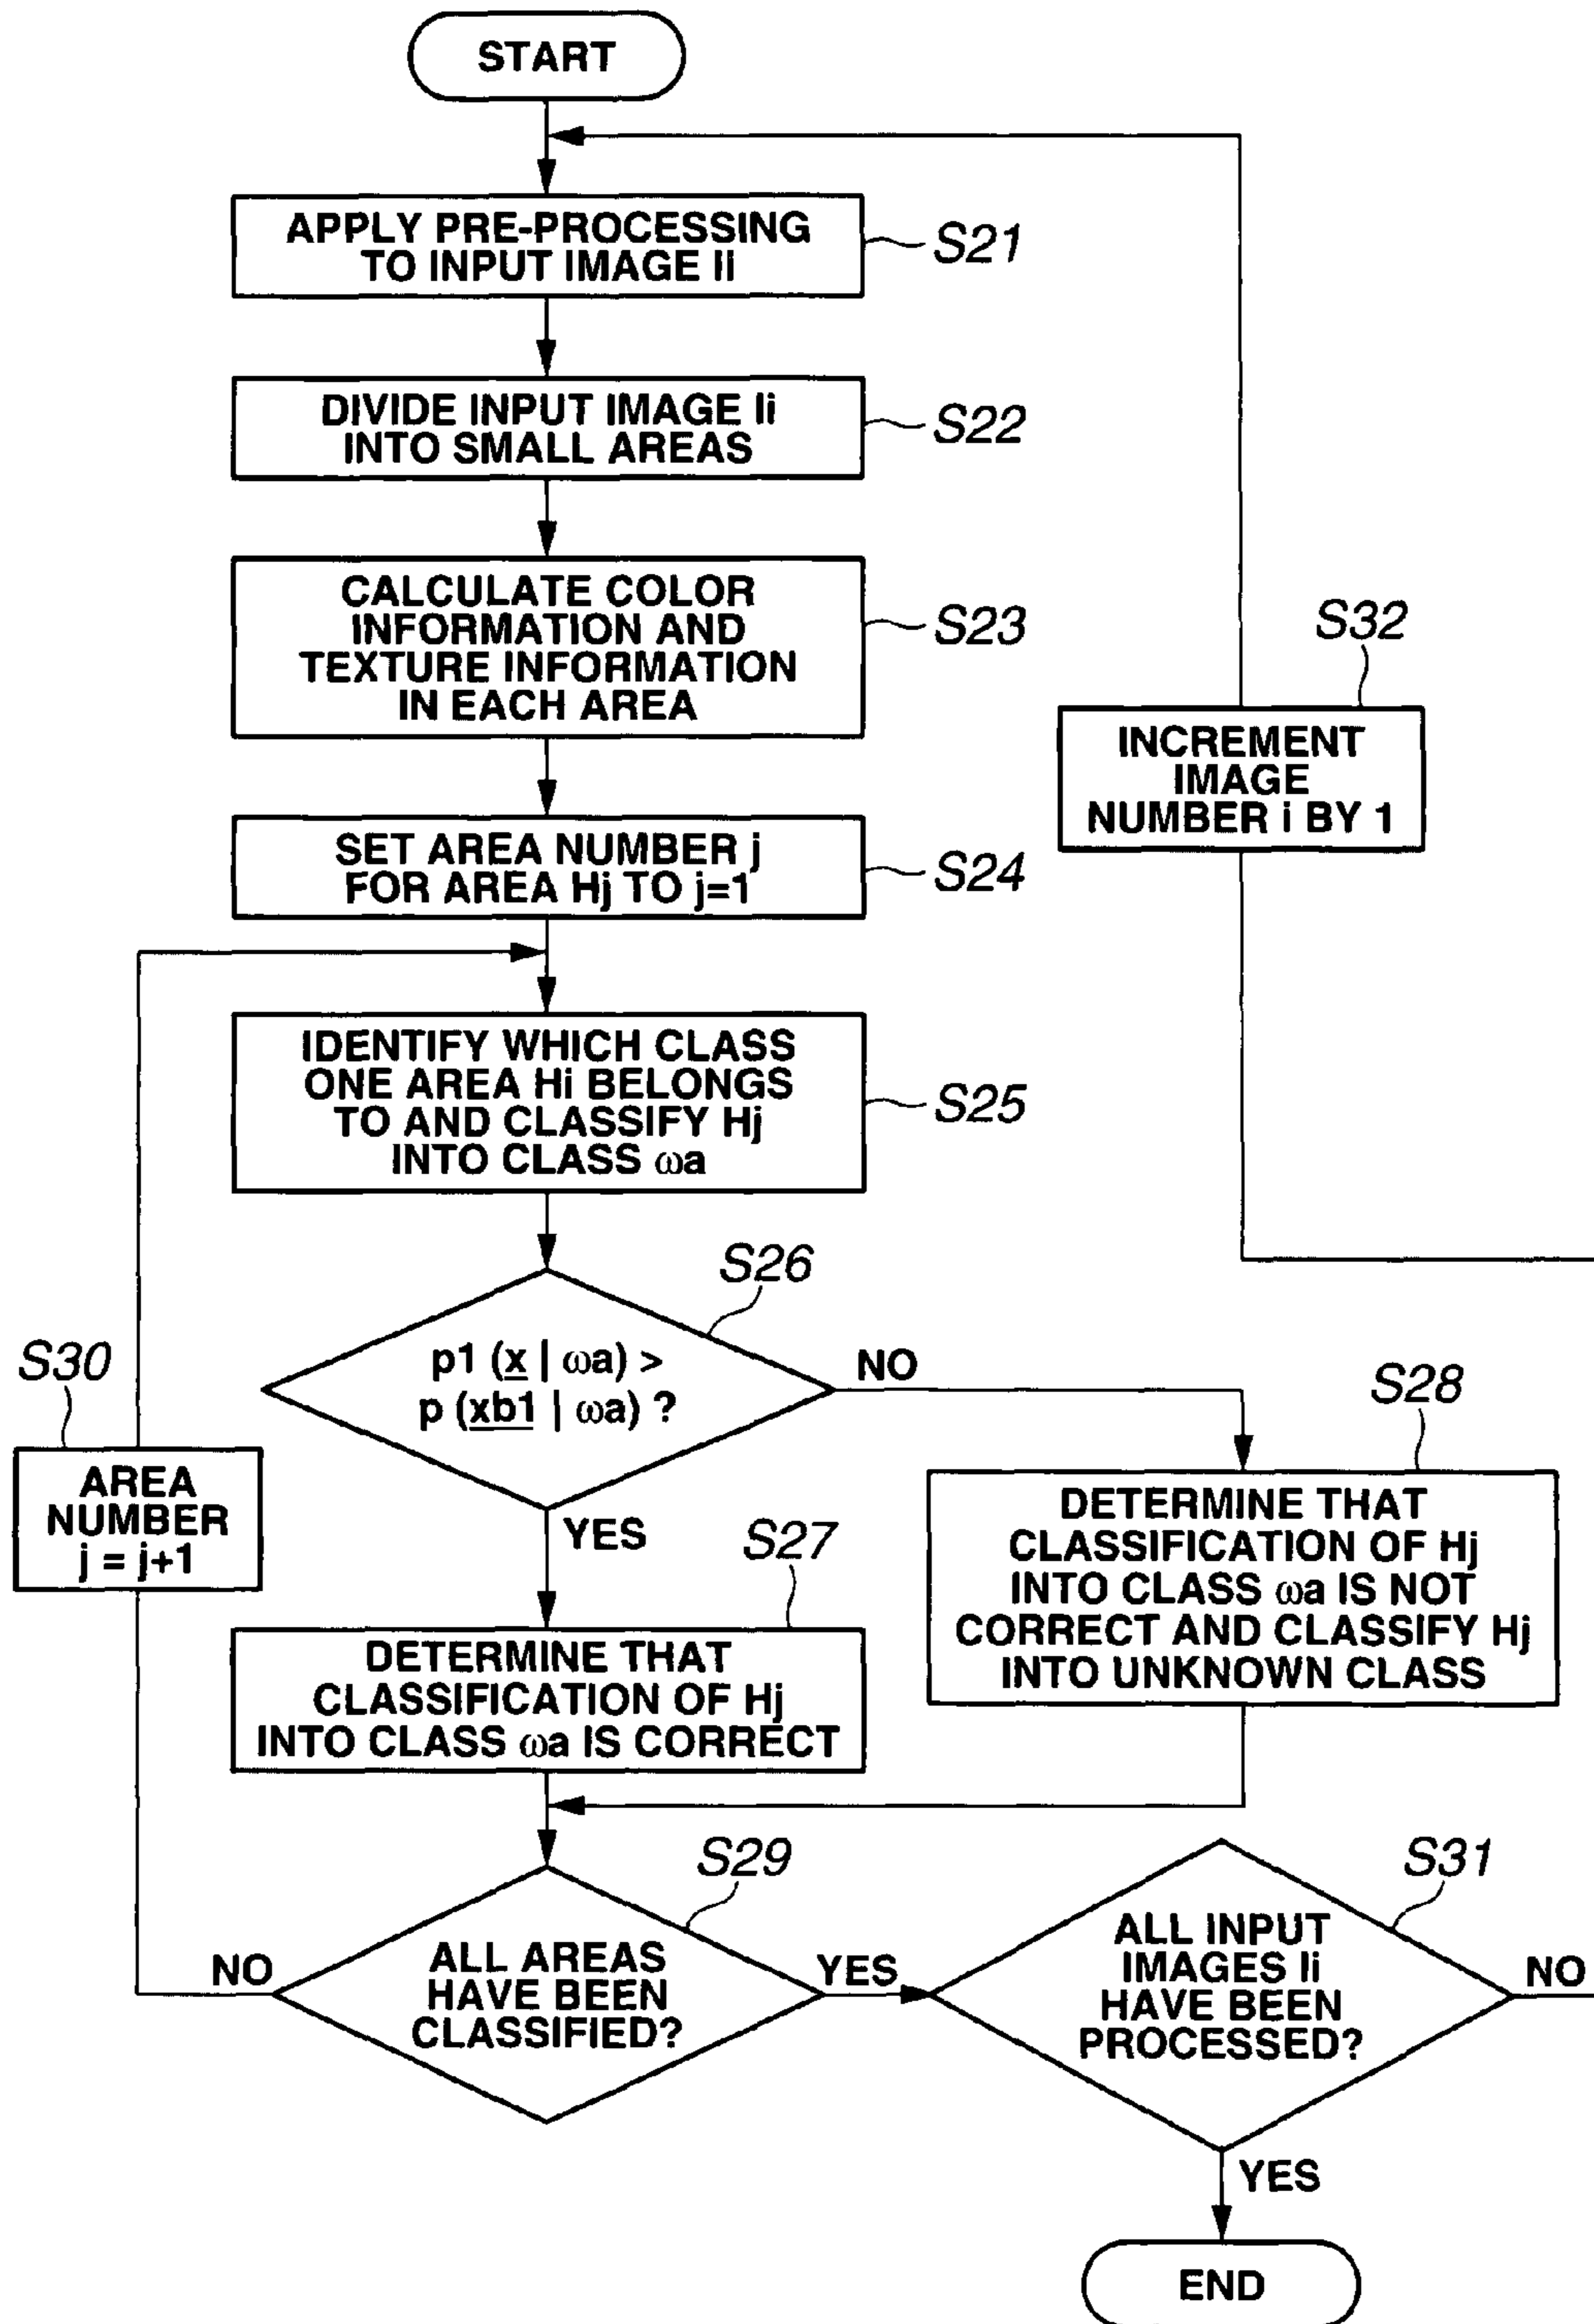 START
APPLY PRE-PROCESSING
TO INPUT IMAGE Ii
S21
DIVIDE INPUT IMAGE Ii
INTO SMALL AREAS
S22
CALCULATE COLOR
INFORMATION AND
TEXTURE INFORMATION
IN EACH AREA
S23
S32
INCREMENT
IMAGE
NUMBER i BY 1
SET AREA NUMBER j
FOR AREA Hj TO j=1
S24
IDENTIFY WHICH CLASS
ONE AREA Hi BELONGS
TO AND CLASSIFY Hj
INTO CLASS ωa
S25
S26
p1 (x | ωa) >
p (xb1 | ωa) ?
NO
YES
S30
AREA
NUMBER
j = j+1
S27
DETERMINE THAT
CLASSIFICATION OF Hj
INTO CLASS ωa IS CORRECT
S28
DETERMINE THAT
CLASSIFICATION OF Hj
INTO CLASS ωa IS NOT
CORRECT AND CLASSIFY Hj
INTO UNKNOWN CLASS
S29
ALL AREAS
HAVE BEEN
CLASSIFIED?
NO
YES
S31
ALL INPUT
IMAGES Ii
HAVE BEEN
PROCESSED?
NO
YES
END